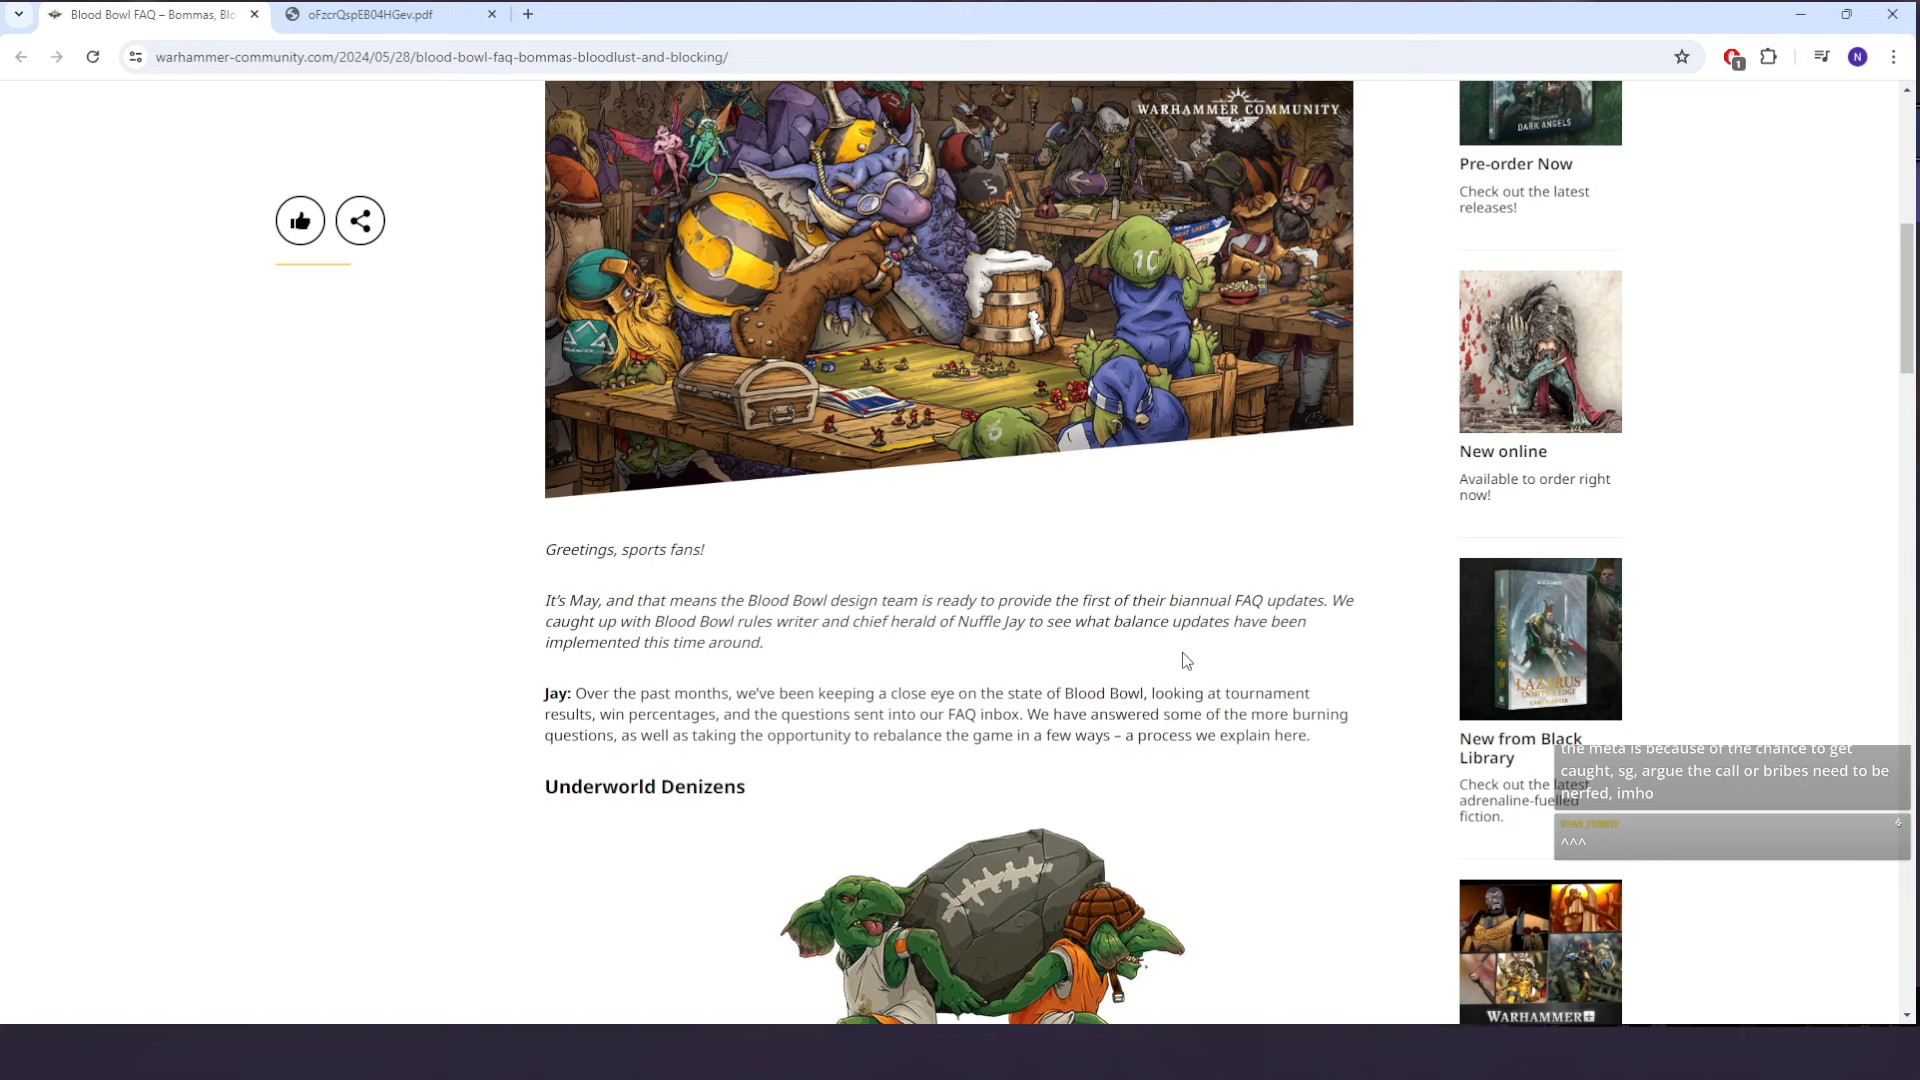 Blood Bowl FAQ – Bommas, Blo
oFzcrQspEB04HGev.pdf
warhammer-community.com/2024/05/28/blood-bowl-faq-bommas-bloodlust-and-blocking/
1
N
WARHAMMER COMMUNITY
5
10
6
DARK ANGELS
Pre-order Now
Check out the latest
releases!
New online
Available to order right
now!
Greetings, sports fans!
It's May, and that means the Blood Bowl design team is ready to provide the first of their biannual FAQ updates. We
caught up with Blood Bowl rules writer and chief herald of Nuffle Jay to see what balance updates have been
implemented this time around.
Jay: Over the past months, we've been keeping a close eye on the state of Blood Bowl, looking at tournament
results, win percentages, and the questions sent into our FAQ inbox. We have answered some of the more burning
questions, as well as taking the opportunity to rebalance the game in a few ways – a process we explain here.
Underworld Denizens
LAZARUS
New from Black
Library
Check out the latest
adrenaline-fuelled
fiction.
the meta is because of the chance to get
caught, sg, argue the call or bribes need to be
nerfed, imho
^^^
WARHAMMER+